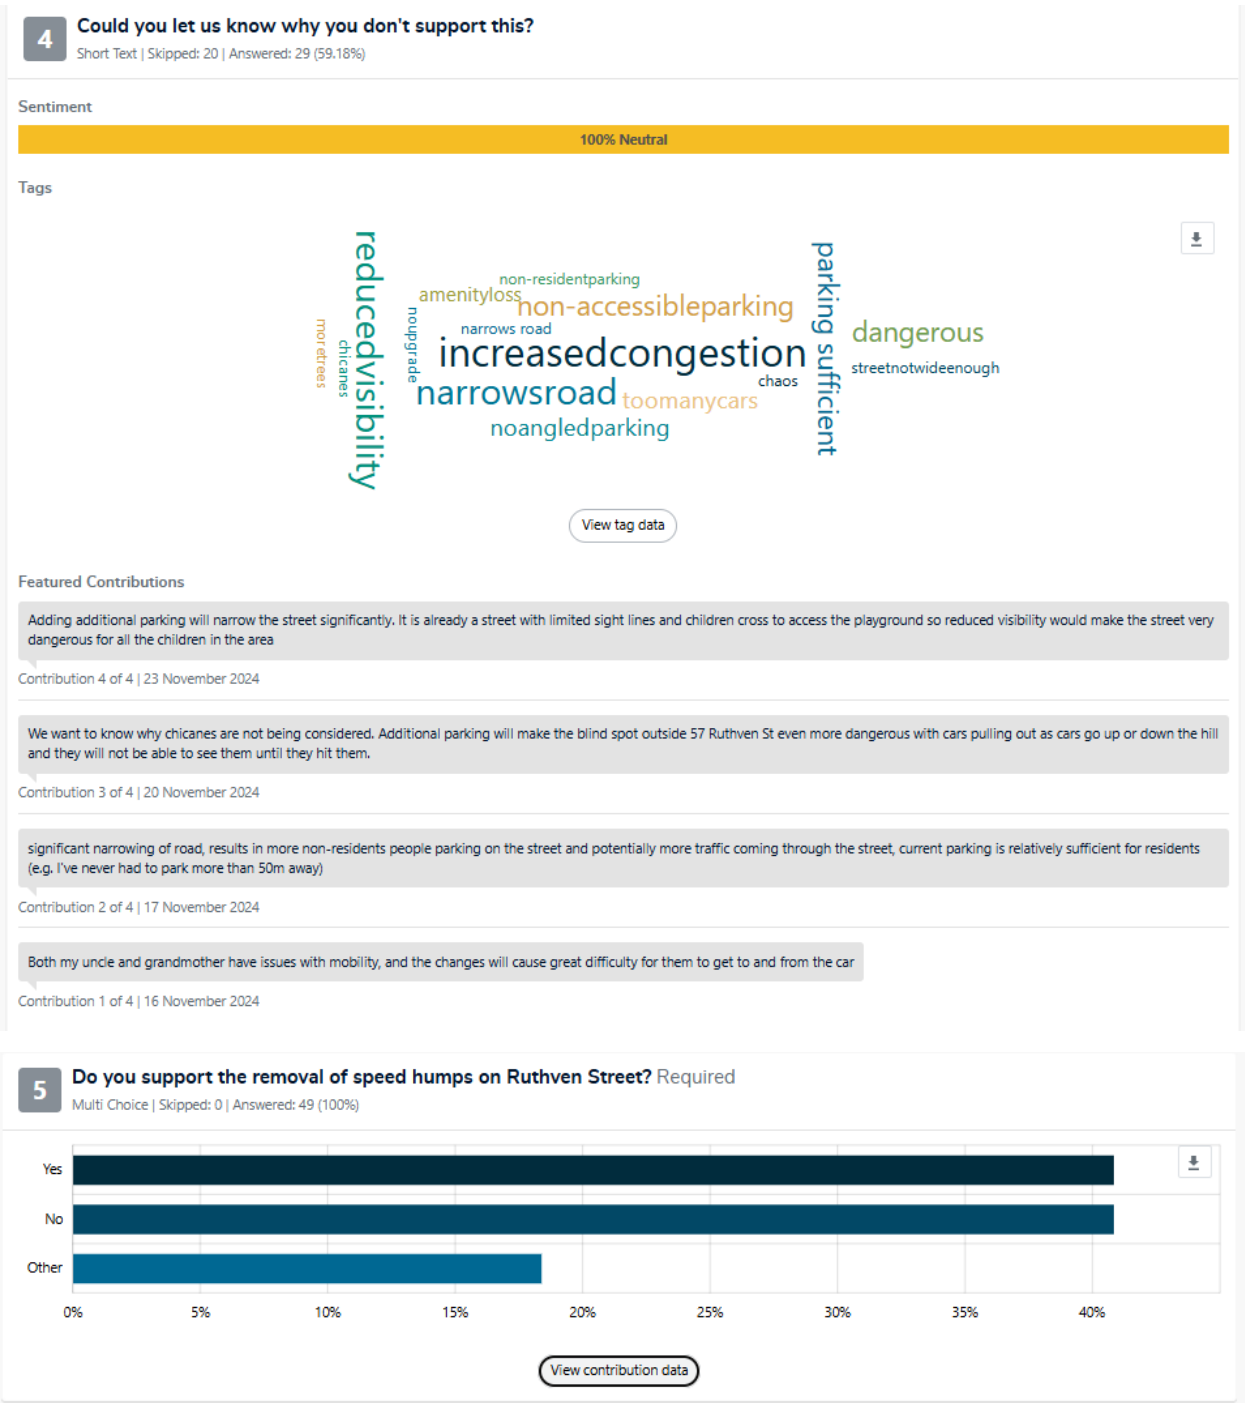 4
Could you let us know why you don't support this?
Short Text | Skipped: 20 | Answered: 29 (59.18%)
Sentiment
100% Neutral
Tags
reducedvisibility
moretrees
chicanes
noupgrade
non-residentparking
amenityloss
non-accessibleparking
narrows road
increasedcongestion
chaos
narrowsroad
toomanycars
noangledparking
parking sufficient
dangerous
streetnotwideenough
View tag data
Featured Contributions
Adding additional parking will narrow the street significantly. It is already a street with limited sight lines and children cross to access the playground so reduced visibility would make the street very
dangerous for all the children in the area
Contribution 4 of 4 | 23 November 2024
We want to know why chicanes are not being considered. Additional parking will make the blind spot outside 57 Ruthven St even more dangerous with cars pulling out as cars go up or down the hill
and they will not be able to see them until they hit them.
Contribution 3 of 4 | 20 November 2024
significant narrowing of road, results in more non-residents people parking on the street and potentially more traffic coming through the street, current parking is relatively sufficient for residents
(e.g. I've never had to park more than 50m away)
Contribution 2 of 4 | 17 November 2024
Both my uncle and grandmother have issues with mobility, and the changes will cause great difficulty for them to get to and from the car
Contribution 1 of 4 | 16 November 2024
5
Do you support the removal of speed humps on Ruthven Street? Required
Multi Choice | Skipped: 0 | Answered: 49 (100%)
Yes
No
Other
0% 5% 10% 15% 20% 25% 30% 35% 40%
View contribution data